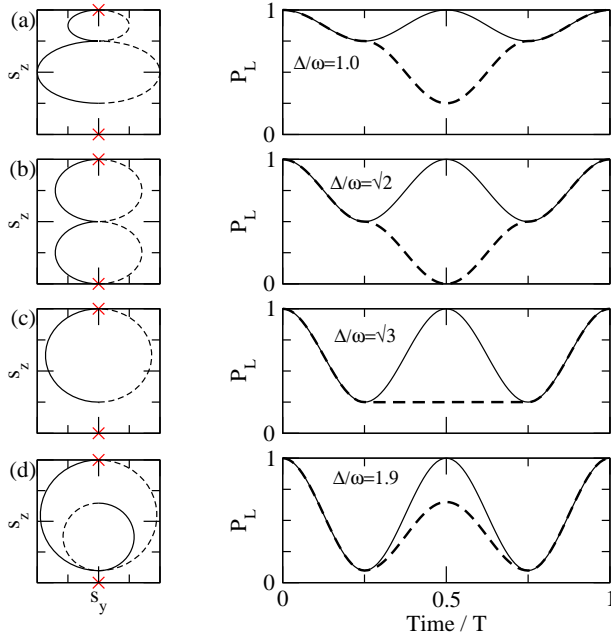 (a)
s_z
P_L
1
0
Δ/ω=1.0
(b)
s_z
P_L
1
0
Δ/ω=√2
(c)
s_z
P_L
1
0
Δ/ω=√3
(d)
s_z
s_y
P_L
1
0
Δ/ω=1.9
0 0.5 1
Time / T